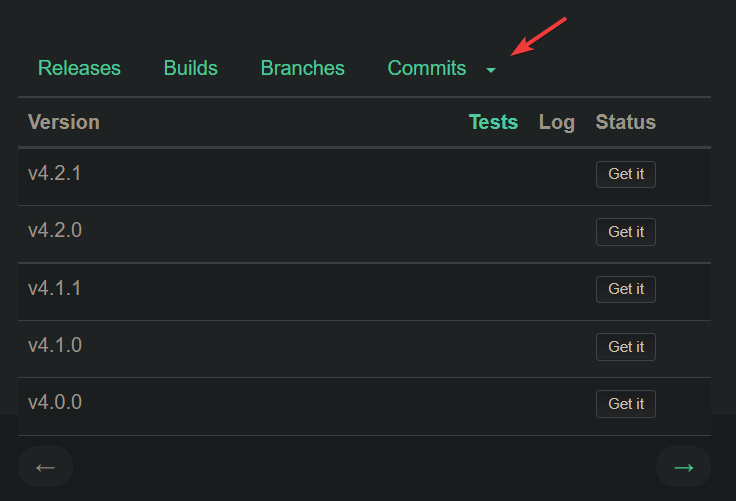 Releases Builds Branches Commits
Version Tests Log Status
v4.2.1 Get it
v4.2.0 Get it
v4.1.1 Get it
v4.1.0 Get it
v4.0.0 Get it
← →